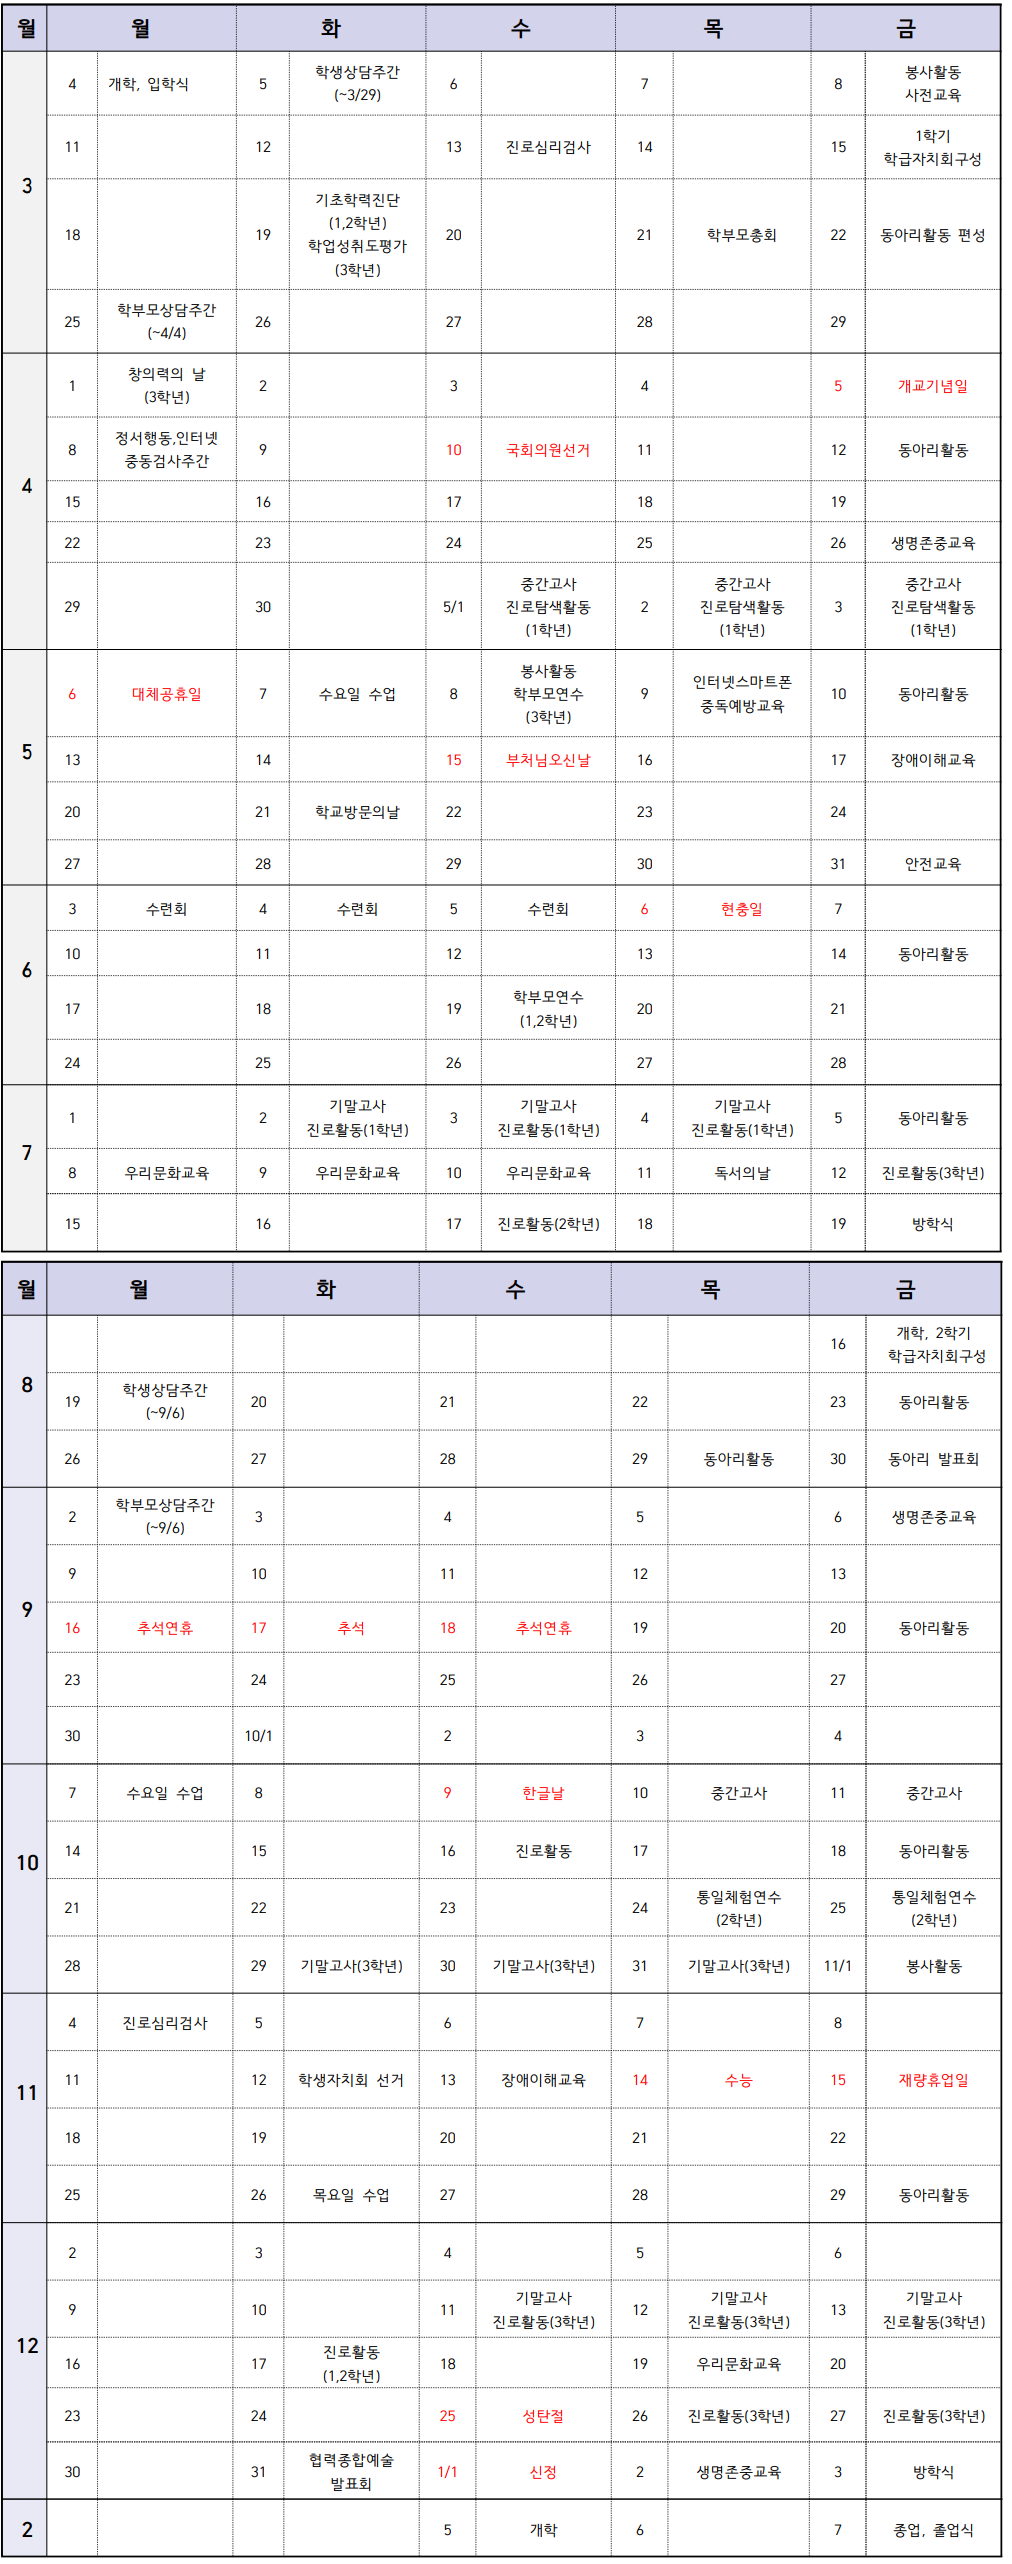 월 월 화 수 목 금
3
4 개학, 입학식 5 학생상담주간 6 7 8 봉사활동
(~3/29) 사전교육
11 12 13 진로심리검사 14 15 1학기
학급자치회구성
18 19 기초학력진단 20 21 학부모총회 22 동아리활동 편성
(1,2학년)
학업성취도평가
(3학년)
25 학부모상담주간 26 27 28 29
(~4/4)
4
1 창의력의 날 2 3 4 5 개교기념일
(3학년)
8 정서행동,인터넷 9 10 국회의원선거 11 12 동아리활동
중동검사주간
15 16 17 18 19
22 23 24 25 26 생명존중교육
29 30 5/1 중간고사 2 중간고사 3 중간고사
진로탐색활동 진로탐색활동 진로탐색활동
(1학년) (1학년) (1학년)
5
6 대체공휴일 7 수요일 수업 8 봉사활동 9 인터넷스마트폰 10 동아리활동
학부모연수 중독예방교육
(3학년)
13 14 15 부처님오신날 16 17 장애이해교육
20 21 학교방문의날 22 23 24
27 28 29 30 31 안전교육
6
3 수련회 4 수련회 5 수련회 6 현충일 7
10 11 12 13 14 동아리활동
17 18 19 학부모연수 20 21
(1,2학년)
24 25 26 27 28
7
1 2 기말고사 3 기말고사 4 기말고사 5 동아리활동
진로활동(1학년) 진로활동(1학년) 진로활동(1학년)
8 우리문화교육 9 우리문화교육 10 우리문화교육 11 독서의날 12 진로활동(3학년)
15 16 17 진로활동(2학년) 18 19 방학식
월 월 화 수 목 금
8
16 개학, 2학기
학급자치회구성
19 학생상담주간 20 21 22 23 동아리활동
(~9/6)
26 27 28 29 동아리활동 30 동아리 발표회
9
2 학부모상담주간 3 4 5 6 생명존중교육
(~9/6)
9 10 11 12 13
16 추석연휴 17 추석 18 추석연휴 19 20 동아리활동
23 24 25 26 27
30 10/1 2 3 4
10
7 수요일 수업 8 9 한글날 10 중간고사 11 중간고사
14 15 16 진로활동 17 18 동아리활동
21 22 23 24 통일체험연수 25 통일체험연수
(2학년) (2학년)
28 29 기말고사(3학년) 30 기말고사(3학년) 31 기말고사(3학년) 11/1 봉사활동
11
4 진로심리검사 5 6 7 8
11 12 학생자치회 선거 13 장애이해교육 14 수능 15 재량휴업일
18 19 20 21 22
25 26 목요일 수업 27 28 29 동아리활동
12
2 3 4 5 6
9 10 11 기말고사 12 기말고사 13 기말고사
진로활동(3학년) 진로활동(3학년) 진로활동(3학년)
16 17 진로활동 18 19 우리문화교육 20
(1,2학년)
23 24 25 성탄절 26 진로활동(3학년) 27 진로활동(3학년)
30 31 협력종합예술 1/1 신정 2 생명존중교육 3 방학식
발표회
2
5 개학 6 7 종업, 졸업식